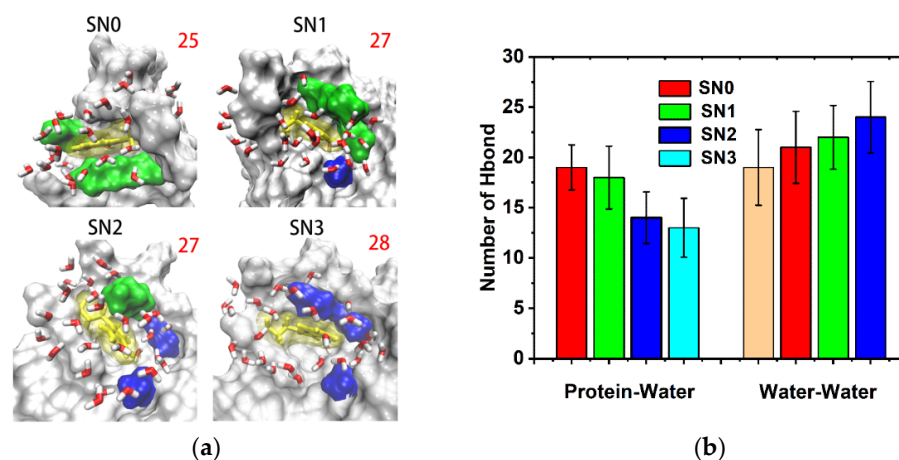 SN0
25
SN1
27
SN2
27
SN3
28
(a)
Number of Hbond
30
25
20
15
10
5
0
SN0
SN1
SN2
SN3
Protein-Water
Water-Water
(b)